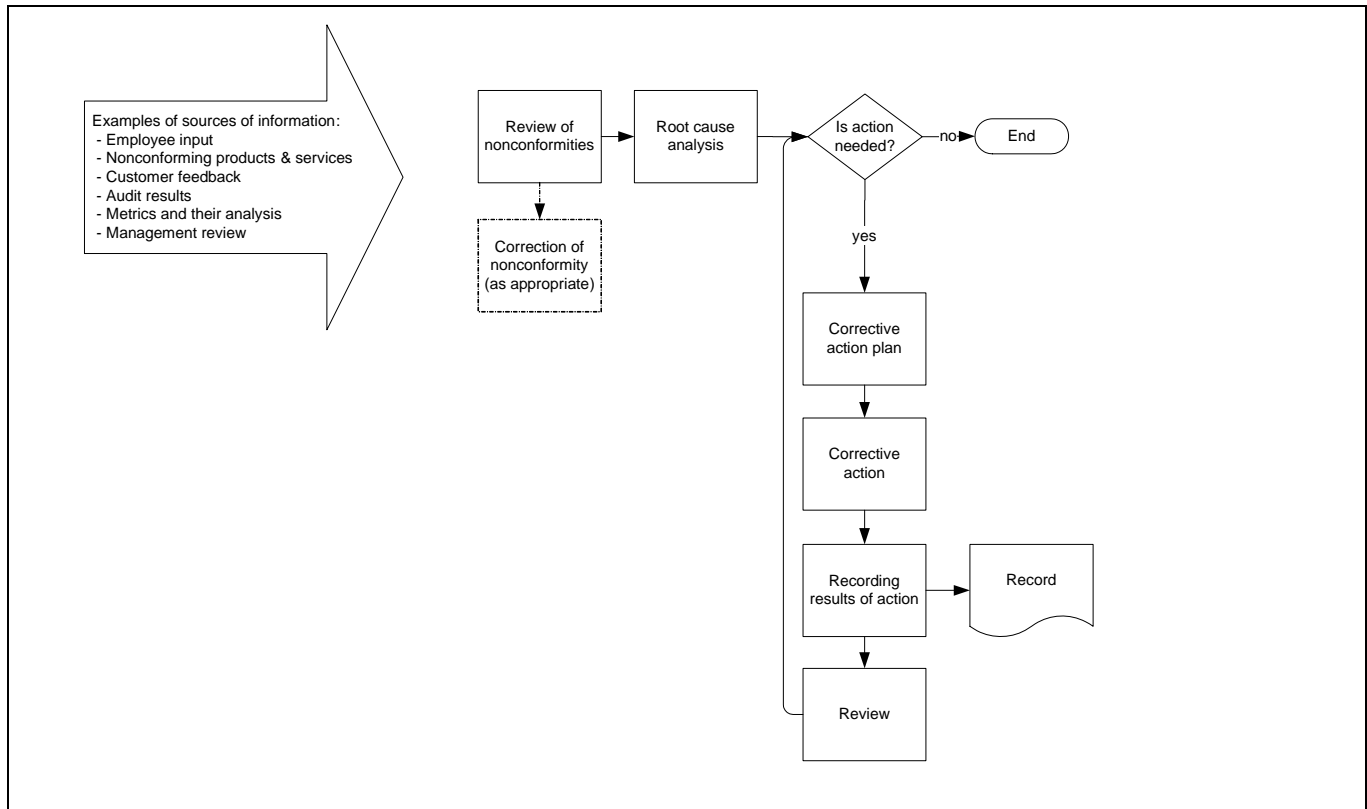 Examples of sources of information:
- Employee input
- Nonconforming products & services
- Customer feedback
- Audit results
- Metrics and their analysis
- Management review
Review of
nonconformities
Root cause
analysis
Is action
needed?
no
End
Correction of
nonconformity
(as appropriate)
yes
Corrective
action plan
Corrective
action
Recording
results of action
Record
Review